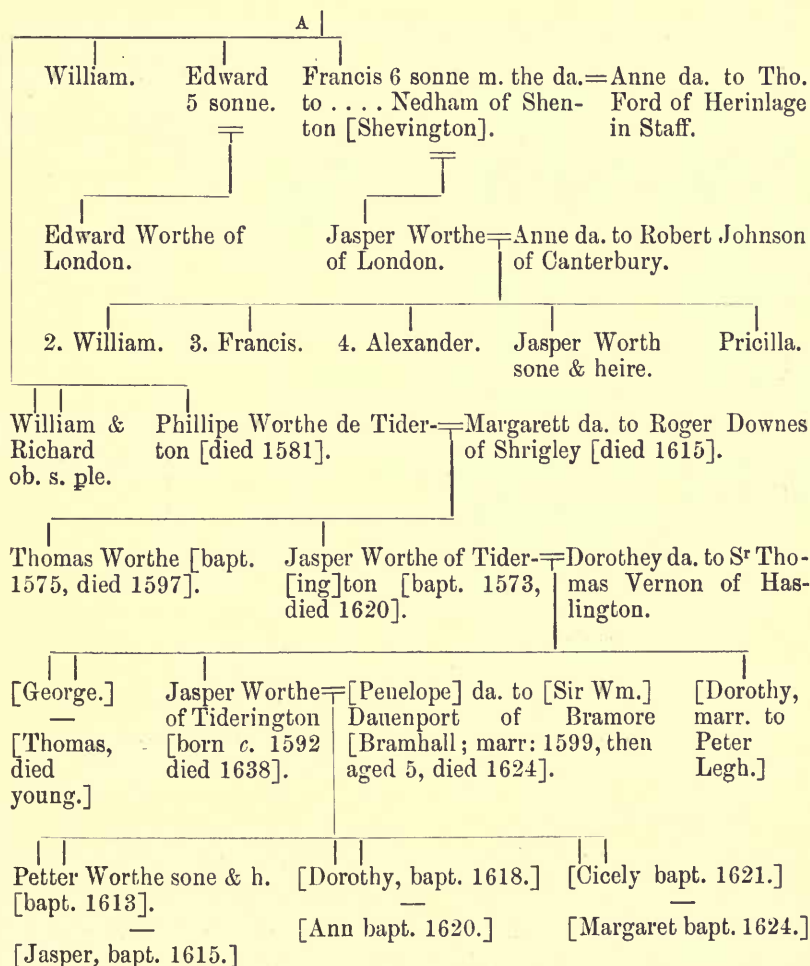 A
William.
Edward
5 sonne.
Francis 6 sonne m. the da.
to . . . . Nedham of Shen-
ton [Shevington].
Anne da. to Tho.
Ford of Herinlage
in Staff.
Edward Worthe of
London.
Jasper Worthe
of London.
Anne da. to Robert Johnson
of Canterbury.
2. William.
3. Francis.
4. Alexander.
Jasper Worth
sone & heire.
Pricilla.
William &
Richard
ob. s. ple.
Phillipe Worthe de Tider-
ton [died 1581].
Margarett da. to Roger Downes
of Shrigley [died 1615].
Thomas Worthe [bapt.
1575, died 1597].
Jasper Worthe of Tider-
[ing]ton [bapt. 1573,
died 1620].
Dorothey da. to Sʳ Tho-
mas Vernon of Has-
lington.
[George.]
—
[Thomas,
died
young.]
Jasper Worthe
of Tiderington
[born c. 1592
died 1638].
[Penelope] da. to [Sir Wm.]
Dauenport of Bramore
[Bramhall; marr: 1599, then
aged 5, died 1624].
[Dorothy,
marr. to
Peter
Legh.]
Petter Worthe sone & h.
[bapt. 1613].
—
[Jasper, bapt. 1615.]
[Dorothy, bapt. 1618.]
—
[Ann bapt. 1620.]
[Cicely bapt. 1621.]
—
[Margaret bapt. 1624.]